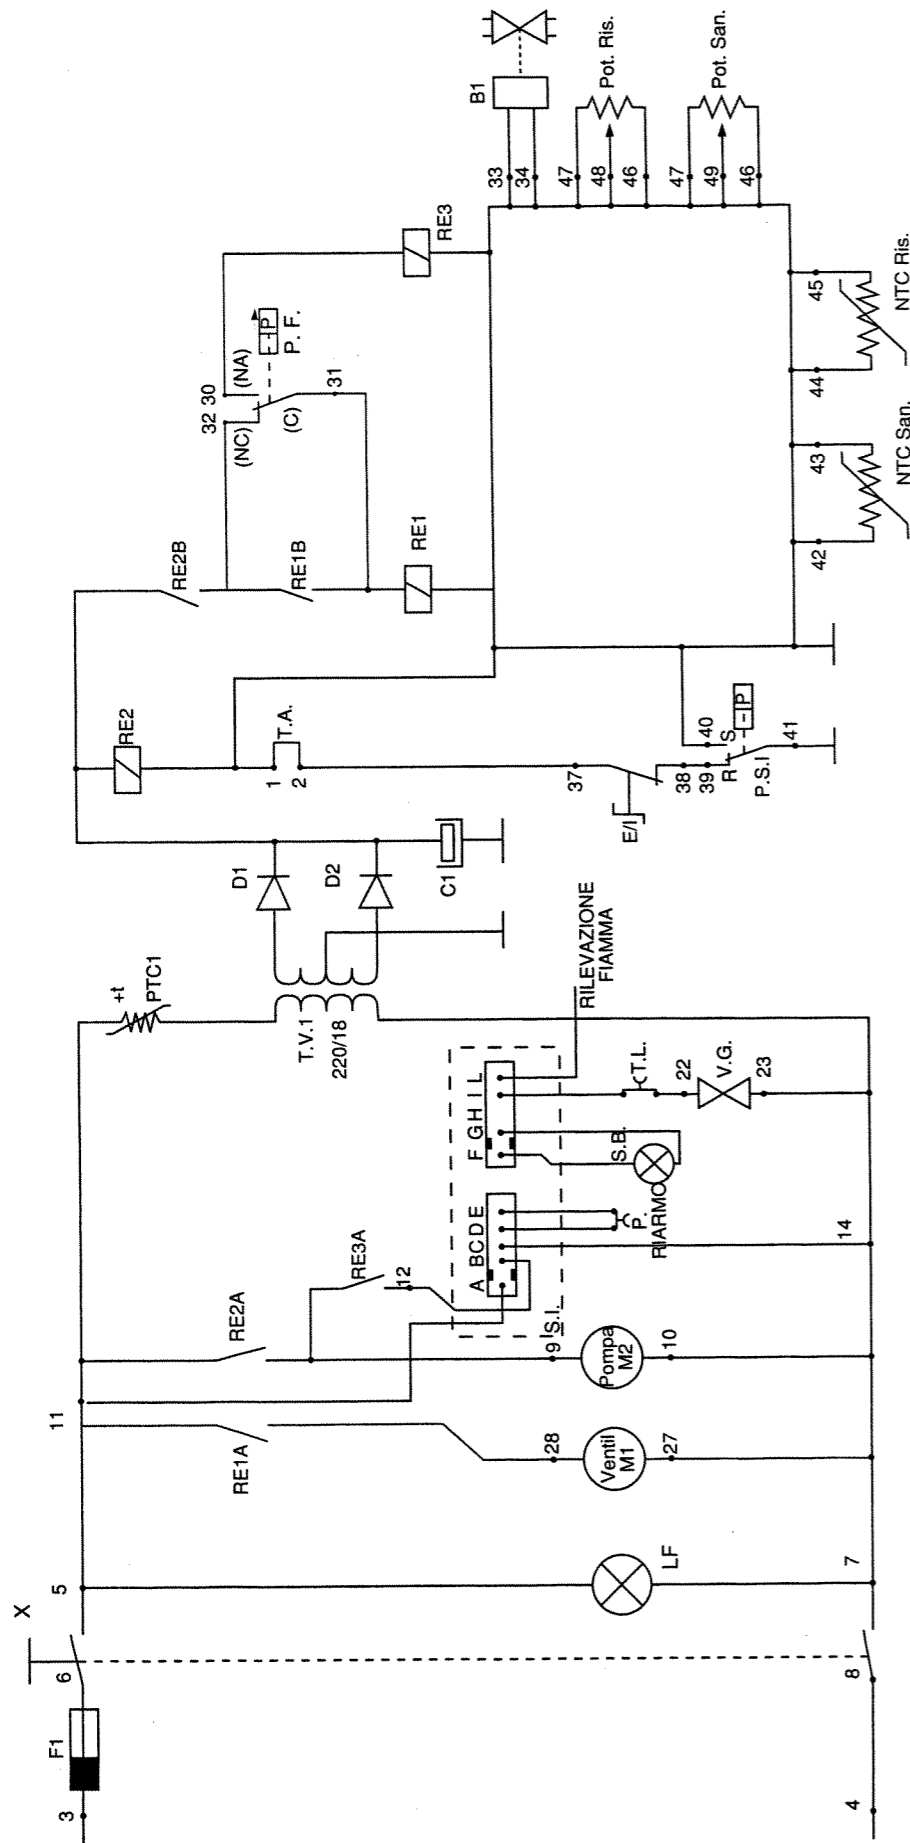 3
F1
6
X
5
11
RE1A
RE2A
RE3A
12
+t
PTC1
T.V.1
220/18
D1
D2
C1
RE2
1
2
T.A.
RE2B
RE1B
RE1
32
30
(NC)
(NA)
(C)
31
P
P. F.
RE3
33
34
B1
47
48
46
Pot. Ris.
47
49
46
Pot. San.
37
E/I
38
39
40
R
S
P
P.S.I
41
42
43
NTC San.
44
45
NTC Ris.
4
8
7
LF
28
Ventil
M1
27
9
Pompa
M2
10
S.I.
A BCDE
F GHIL
P.
RIARMO
14
S.B.
T.L.
22
V.G.
23
RILEVAZIONE
FIAMMA